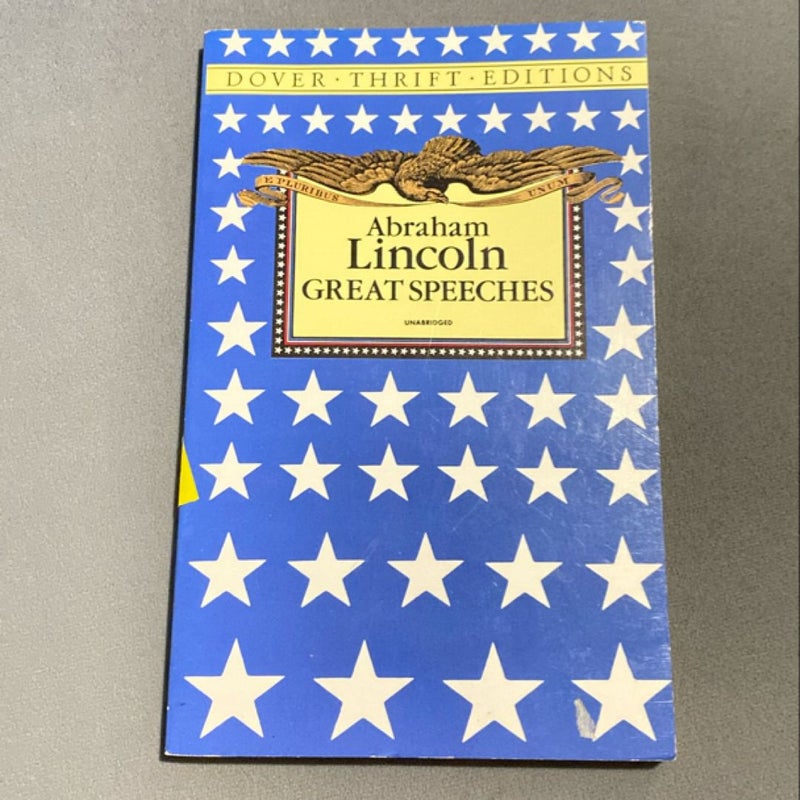 DOVER · THRIFT · EDITIONS
E PLURIBUS UNUM
Abraham
Lincoln
GREAT SPEECHES
UNABRIDGED